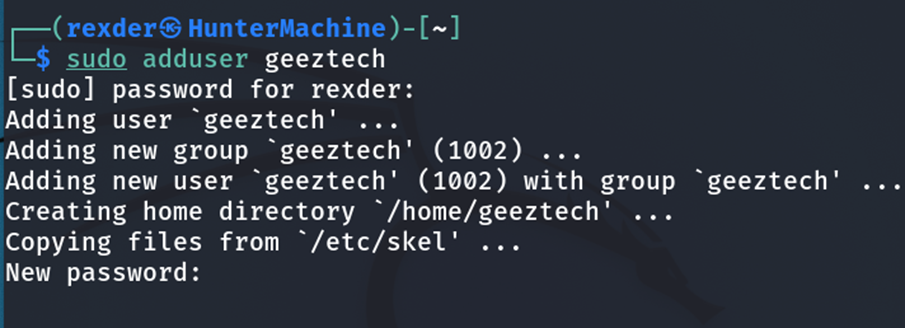 ┌──(rexder㉿HunterMachine)-[~]
└─$ sudo adduser geeztech
[sudo] password for rexder:
Adding user `geeztech' ...
Adding new group `geeztech' (1002) ...
Adding new user `geeztech' (1002) with group `geeztech' ...
Creating home directory `/home/geeztech' ...
Copying files from `/etc/skel' ...
New password: